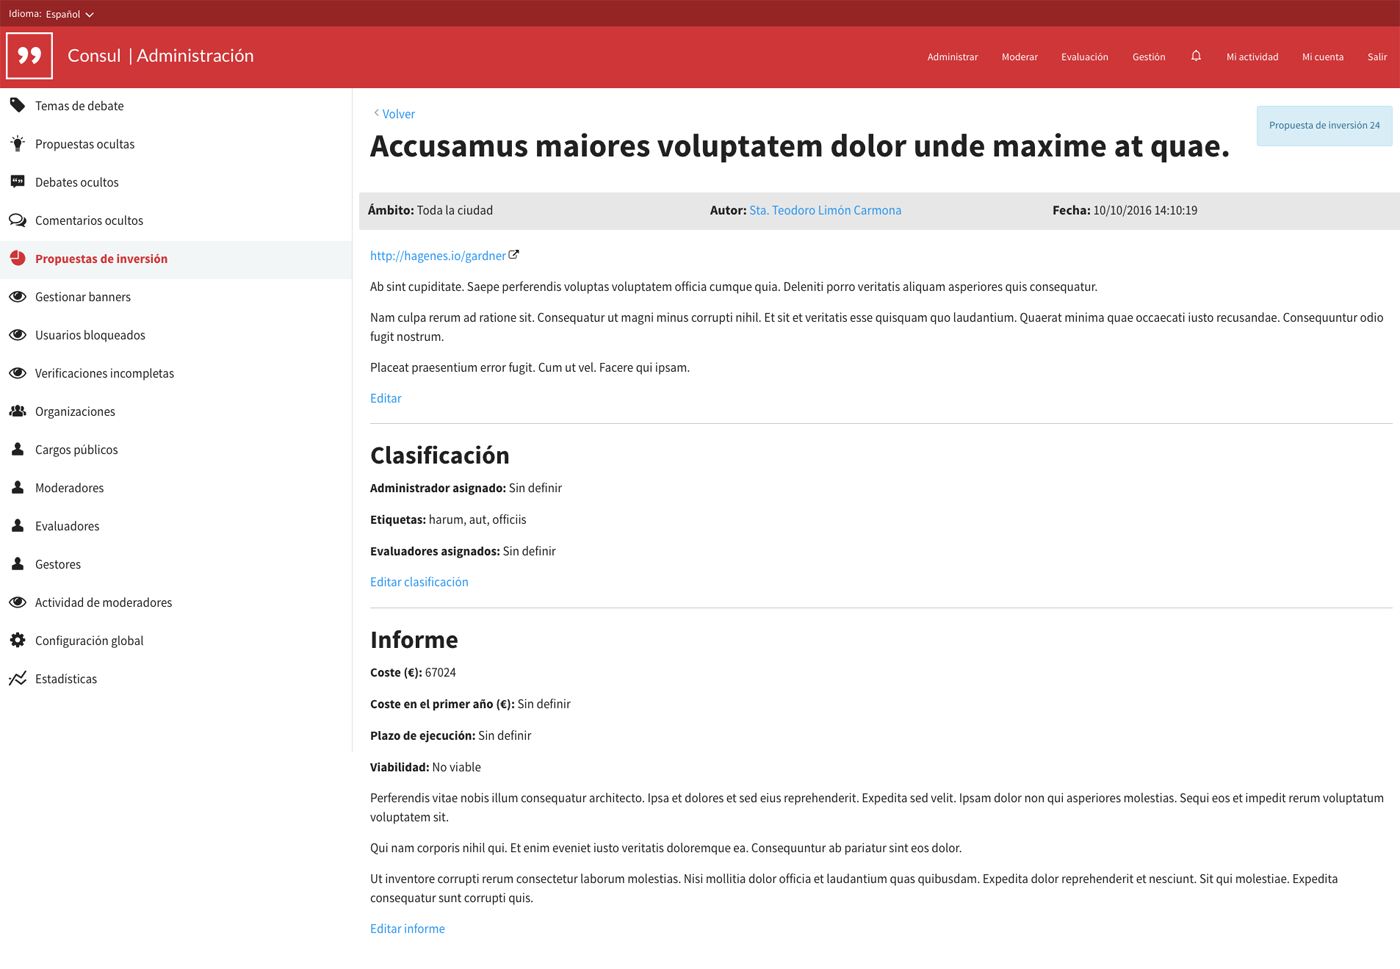 Idioma: Español
Consul | Administración
Administrar Moderar Evaluación Gestión Mi actividad Mi cuenta Salir
Temas de debate
Propuestas ocultas
Debates ocultos
Comentarios ocultos
Propuestas de inversión
Gestionar banners
Usuarios bloqueados
Verificaciones incompletas
Organizaciones
Cargos públicos
Moderadores
Evaluadores
Gestores
Actividad de moderadores
Configuración global
Estadísticas
Volver
Propuesta de inversión 24
Accusamus maiores voluptatem dolor unde maxime at quae.
Ámbito: Toda la ciudad Autor: Sta. Teodoro Limón Carmona Fecha: 10/10/2016 14:10:19
http://hagenes.io/gardner
Ab sint cupiditate. Saepe perferendis voluptas voluptatem officia cumque quia. Deleniti porro veritatis aliquam asperiores quis consequatur.
Nam culpa rerum ad ratione sit. Consequatur ut magni minus corrupti nihil. Et sit et veritatis esse quisquam quo laudantium. Quaerat minima quae occaecati iusto recusandae. Consequuntur odio
fugit nostrum.
Placeat praesentium error fugit. Cum ut vel. Facere qui ipsam.
Editar
Clasificación
Administrador asignado: Sin definir
Etiquetas: harum, aut, officiis
Evaluadores asignados: Sin definir
Editar clasificación
Informe
Coste (€): 67024
Coste en el primer año (€): Sin definir
Plazo de ejecución: Sin definir
Viabilidad: No viable
Perferendis vitae nobis illum consequatur architecto. Ipsa et dolores et sed eius reprehenderit. Expedita sed velit. Ipsam dolor non qui asperiores molestias. Sequi eos et impedit rerum voluptatum
voluptatem sit.
Qui nam corporis nihil qui. Et enim eveniet iusto veritatis doloremque ea. Consequuntur ab pariatur sint eos dolor.
Ut inventore corrupti rerum consectetur laborum molestias. Nisi mollitia dolor officia et laudantium quas quibusdam. Expedita dolor reprehenderit et nesciunt. Sit qui molestiae. Expedita
consequatur sunt corrupti quis.
Editar informe